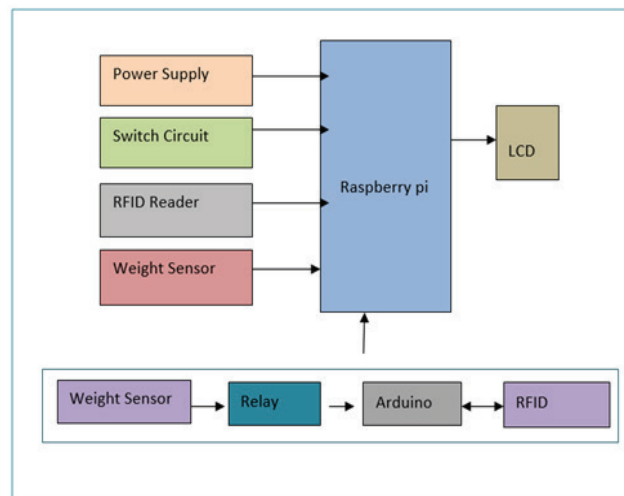 Power Supply
Switch Circuit
RFID Reader
Weight Sensor
Raspberry pi
LCD
Weight Sensor
Relay
Arduino
RFID